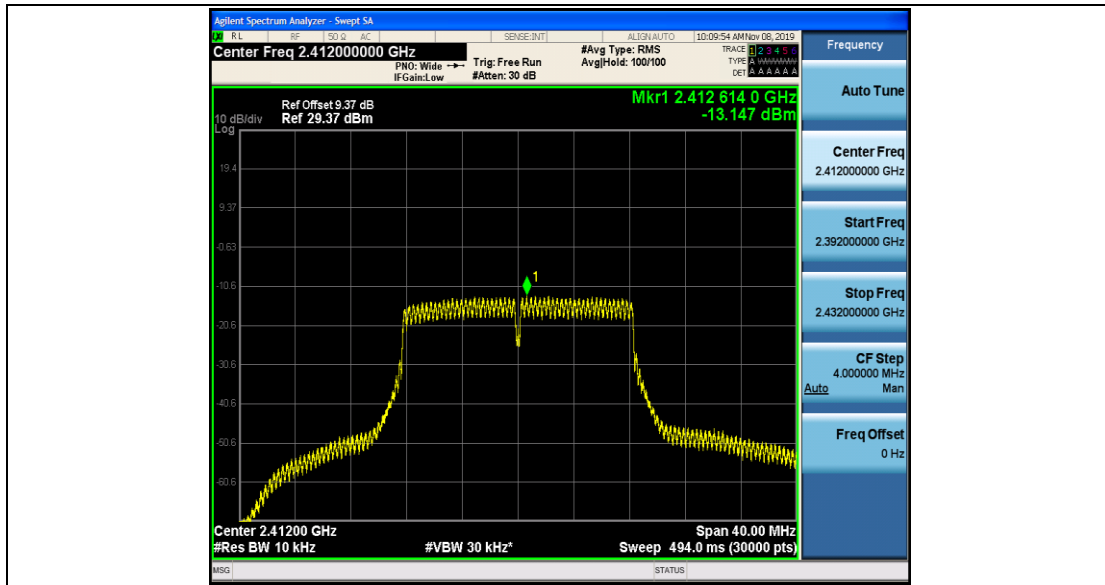 Agilent Spectrum Analyzer - Swept SA
RL RF 50 Ω AC SENSE:INT ALIGN AUTO 10:09:54 AM Nov 08, 2019
Center Freq 2.412000000 GHz
#Avg Type: RMS
TRACE 1 2 3 4 5 6
PNO: Wide
Trig: Free Run
Avg|Hold: 100/100
TYPE A WWWWW
IFGain:Low
#Atten: 30 dB
DET A A A A A A
Mkr1 2.412 614 0 GHz
-13.147 dBm
Ref Offset 9.37 dB
10 dB/div Ref 29.37 dBm
Log
19.4
9.37
-0.63
-10.6
-20.6
-30.6
-40.6
-50.6
-60.6
1
Center 2.41200 GHz
Span 40.00 MHz
#Res BW 10 kHz
#VBW 30 kHz*
Sweep 494.0 ms (30000 pts)
MSG
STATUS
Frequency
Auto Tune
Center Freq
2.412000000 GHz
Start Freq
2.392000000 GHz
Stop Freq
2.432000000 GHz
CF Step
4.000000 MHz
Auto Man
Freq Offset
0 Hz